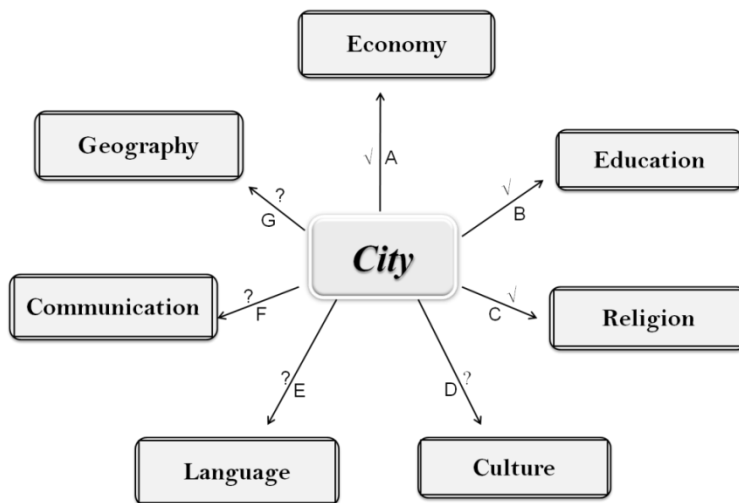 Economy
Geography
Education
√ A
√
B
?
G
City
Communication
?
F
√
C
Religion
?
E
D ?
Language
Culture